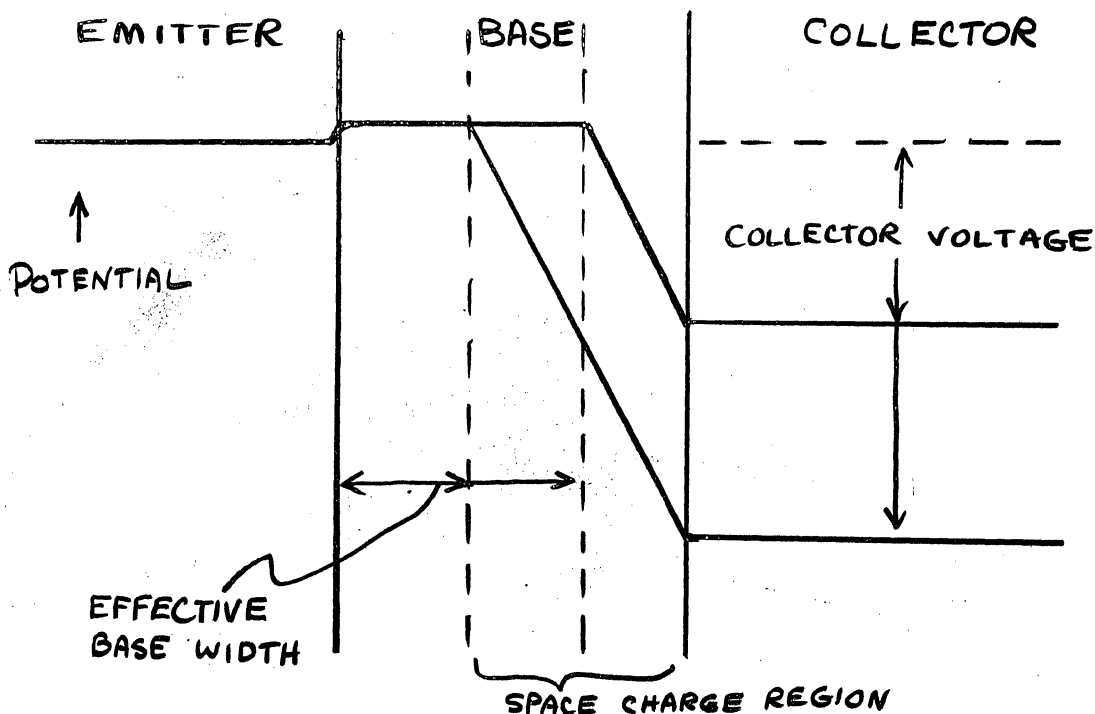 EMITTER
BASE
COLLECTOR
POTENTIAL
COLLECTOR VOLTAGE
EFFECTIVE
BASE WIDTH
SPACE CHARGE REGION